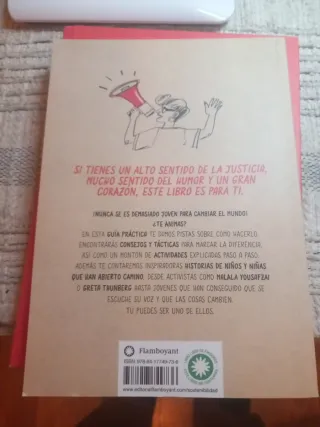 SI TIENES UN ALTO SENTIDO DE LA JUSTICIA,
MUCHO SENTIDO DEL HUMOR Y UN GRAN
CORAZÓN, ESTE LIBRO ES PARA TI.
¡NUNCA SE ES DEMASIADO JOVEN PARA CAMBIAR EL MUNDO!
¿TE ANIMAS?
EN ESTA GUÍA PRÁCTICA TE DAMOS PISTAS SOBRE CÓMO HACERLO.
ENCONTRARÁS CONSEJOS Y TÁCTICAS PARA MARCAR LA DIFERENCIA,
ASÍ COMO UN MONTÓN DE ACTIVIDADES EXPLICADAS PASO A PASO.
ADEMÁS TE CONTAREMOS INSPIRADORAS HISTORIAS DE NIÑOS Y NIÑAS
QUE HAN ABIERTO CAMINO, DESDE ACTIVISTAS COMO MALALA YOUSAFZAI
O GRETA THUNBERG HASTA JÓVENES QUE HAN CONSEGUIDO QUE SE
ESCUCHE SU VOZ Y QUE LAS COSAS CAMBIEN.
TÚ PUEDES SER UNO DE ELLOS.
Flamboyant